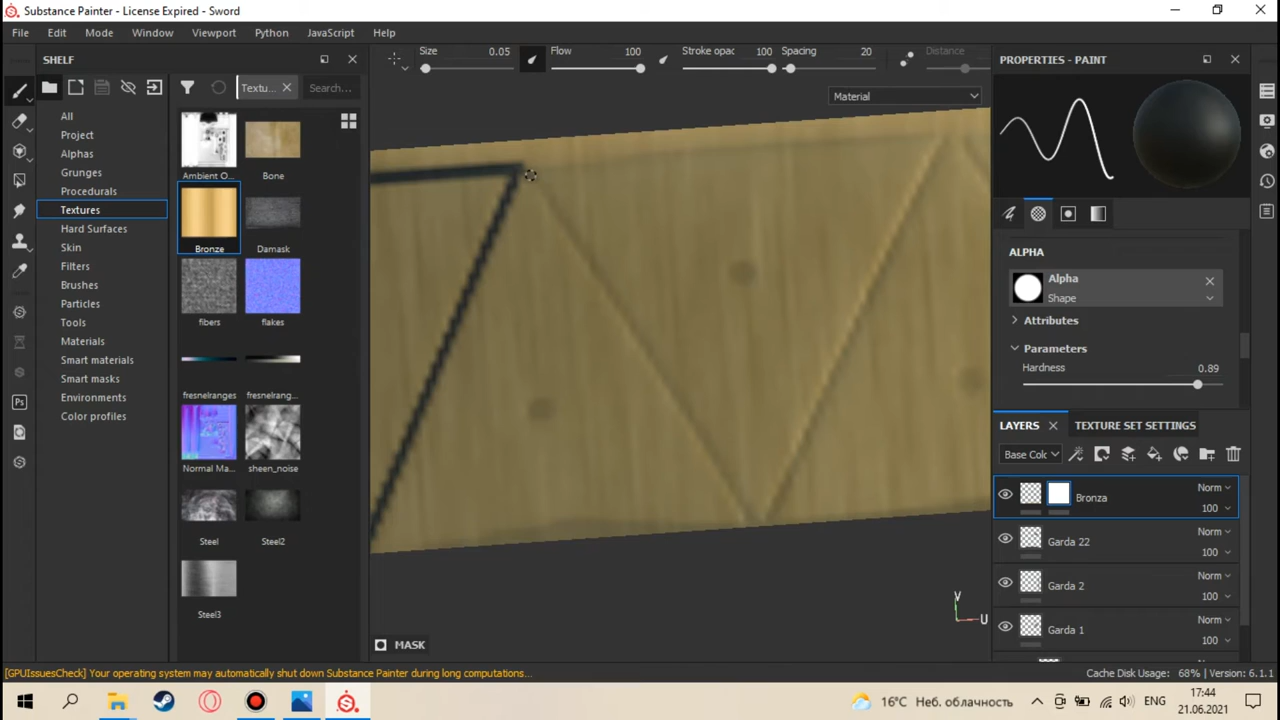 Substance Painter - License Expired - Sword
File Edit Mode Window Viewport Python JavaScript Help
SHELF
Textu...
Search...
All
Project
Alphas
Grunges
Procedurals
Textures
Hard Surfaces
Skin
Filters
Brushes
Particles
Tools
Materials
Smart materials
Smart masks
Environments
Color profiles
Ambient O... Bone
Bronze Damask
fibers flakes
fresnelranges fresnelrang...
Normal Ma... sheen_noise
Steel Steel2
Steel3
Size 0.05 Flow 100 Stroke opac 100 Spacing 20 Distance
Material
V
U
MASK
PROPERTIES - PAINT
ALPHA
Alpha
Shape
Attributes
Parameters
Hardness 0.89
LAYERS TEXTURE SET SETTINGS
Base Colo
Bronza Norm 100
Garda 22 Norm 100
Garda 2 Norm 100
Garda 1 Norm 100
[GPUIssuesCheck] Your operating system may automatically shut down Substance Painter during long computations...
Cache Disk Usage: 68% | Version: 6.1.1
Ps
16°C Неб. облачность
ENG
17:44
21.06.2021